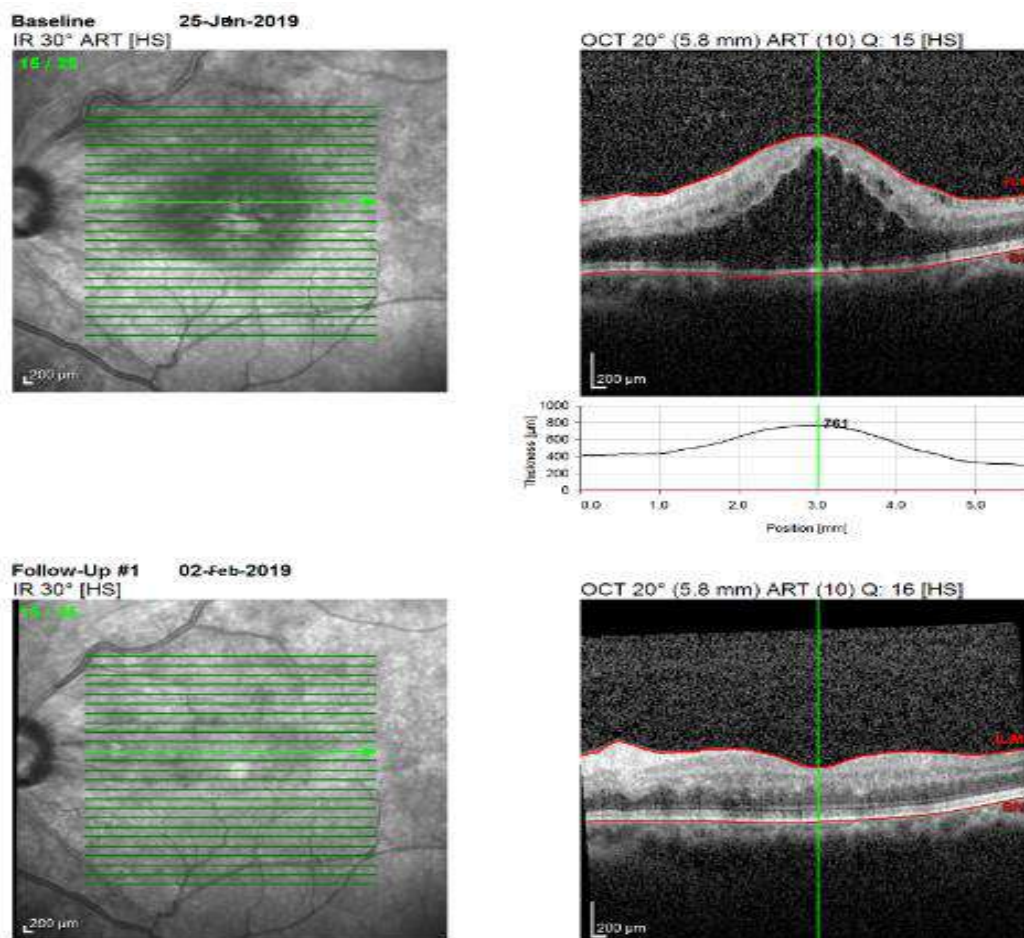 Baseline 25-Jan-2019
IR 30° ART [HS]
OCT 20° (5.8 mm) ART (10) Q: 15 [HS]
200 µm
200 µm
1000
800
600
400
200
0
Thickness [µm]
761
0.0 1.0 2.0 3.0 4.0 5.0
Position [mm]
Follow-Up #1 02-Feb-2019
IR 30° [HS]
OCT 20° (5.8 mm) ART (10) Q: 16 [HS]
200 µm
200 µm